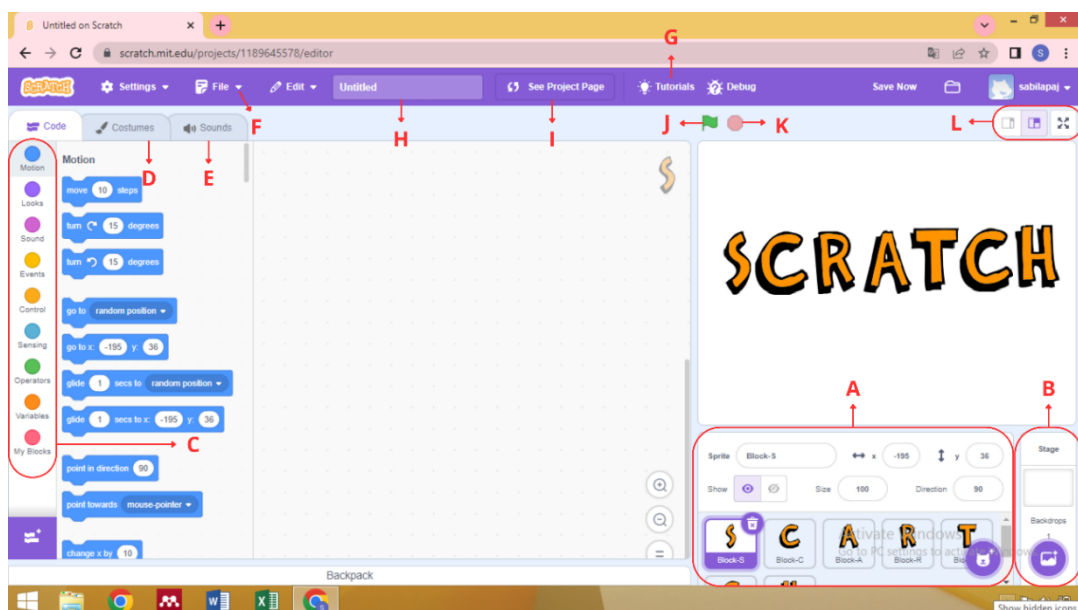 Untitled on Scratch
scratch.mit.edu/projects/1189645578/editor
G
SCRATCH Settings File Edit Untitled See Project Page Tutorials Debug Save Now sabilapaj
Code Costumes Sounds
F H I J K L
D E
Motion
Looks
Sound
Events
Control
Sensing
Operators
Variables
My Blocks
C
Motion
move 10 steps
turn 15 degrees
turn 15 degrees
go to random position
go to x: -195 y: 36
glide 1 secs to random position
glide 1 secs to x: -195 y: 36
point in direction 90
point towards mouse-pointer
change x by 10
S
SCRATCH
A B
Sprite Block-S x -195 y 36
Show Size 100 Direction 90
S C A R T
Block-S Block-C Block-A Block-R
Stage
Backdrops
1
Activate Windows
Go to PC settings to activate Windows
Backpack
Show hidden icons